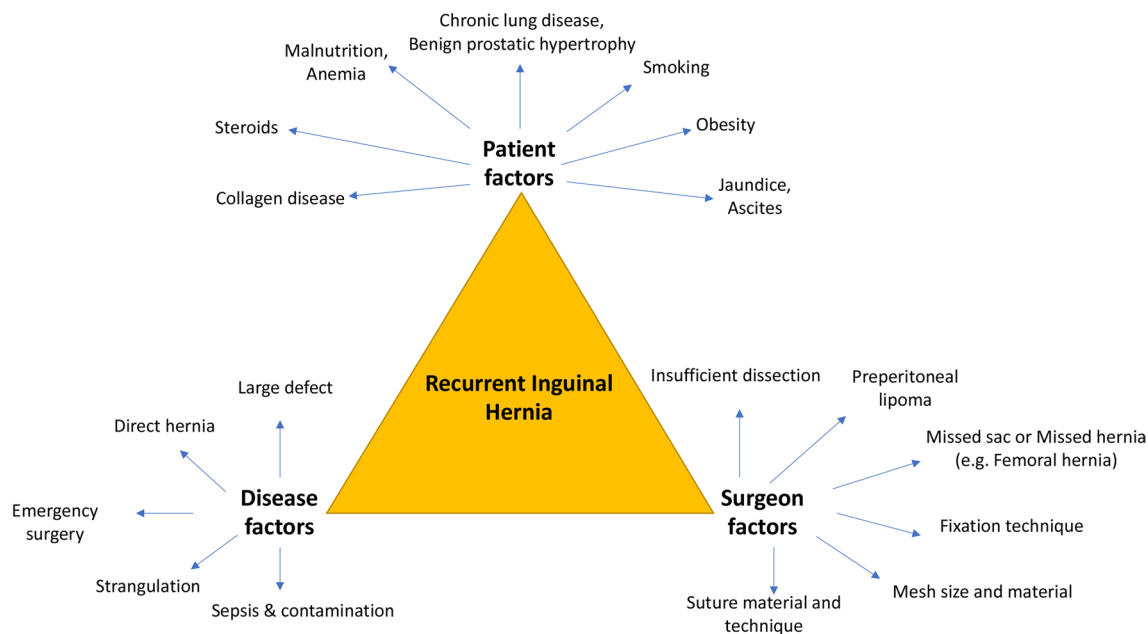 Chronic lung disease,
Benign prostatic hypertrophy
Malnutrition,
Anemia
Smoking
Steroids
Obesity
Patient
factors
Collagen disease
Jaundice,
Ascites
Recurrent Inguinal
Hernia
Large defect
Direct hernia
Emergency
surgery
Disease
factors
Strangulation
Sepsis & contamination
Insufficient dissection
Preperitoneal
lipoma
Missed sac or Missed hernia
(e.g. Femoral hernia)
Surgeon
factors
Fixation technique
Mesh size and material
Suture material and
technique